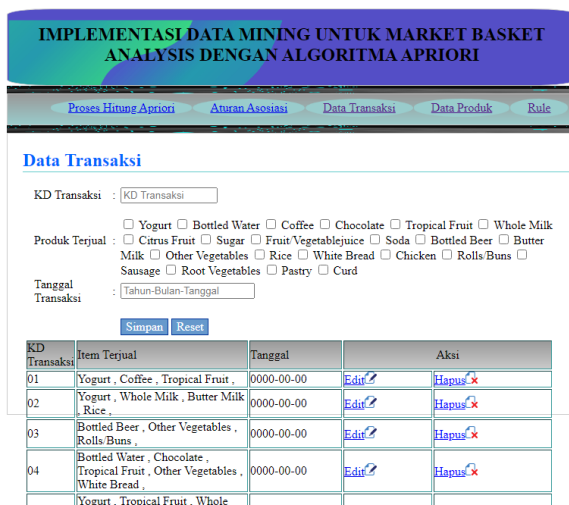 IMPLEMENTASI DATA MINING UNTUK MARKET BASKET
ANALYSIS DENGAN ALGORITMA APRIORI
Proses Hitung Apriori Aturan Asosiasi Data Transaksi Data Produk Rule
Data Transaksi
KD Transaksi : KD Transaksi
Yogurt Bottled Water Coffee Chocolate Tropical Fruit Whole Milk
Produk Terjual : Citrus Fruit Sugar Fruit/Vegetablejuice Soda Bottled Beer Butter
Milk Other Vegetables Rice White Bread Chicken Rolls/Buns
Sausage Root Vegetables Pastry Curd
Tanggal
Transaksi : Tahun-Bulan-Tanggal
Simpan Reset
KD
Transaksi Item Terjual Tanggal Aksi
01 Yogurt , Coffee , Tropical Fruit , 0000-00-00 Edit Hapus
02 Yogurt , Whole Milk , Butter Milk
, Rice , 0000-00-00 Edit Hapus
03 Bottled Beer , Other Vegetables ,
Rolls/Buns , 0000-00-00 Edit Hapus
04 Bottled Water , Chocolate ,
Tropical Fruit , Other Vegetables ,
White Bread , 0000-00-00 Edit Hapus
Yogurt , Tropical Fruit , Whole